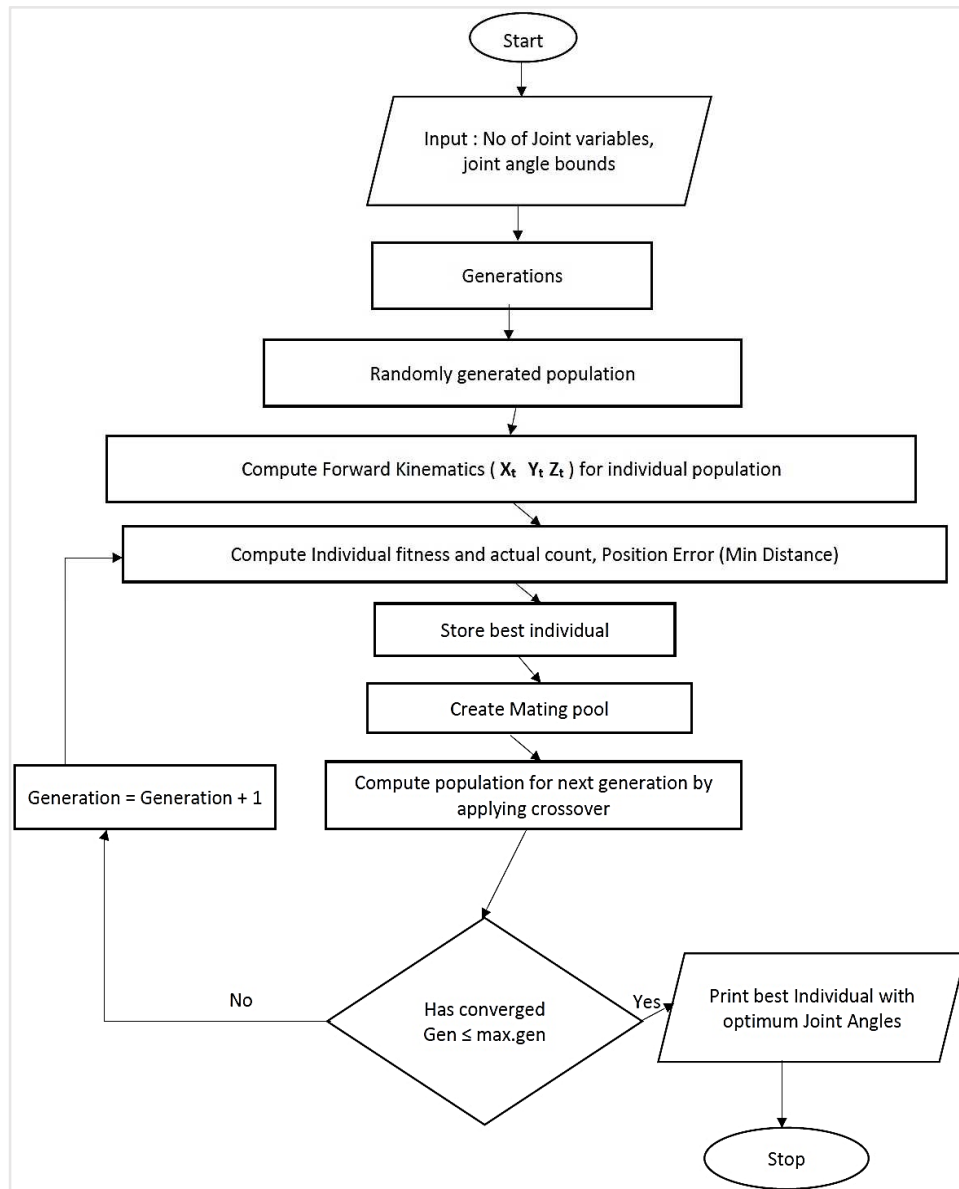 Start
Input : No of Joint variables,
joint angle bounds
Generations
Randomly generated population
Compute Forward Kinematics ( Xₜ Yₜ Zₜ ) for individual population
Compute Individual fitness and actual count, Position Error (Min Distance)
Store best individual
Create Mating pool
Generation = Generation + 1
Compute population for next generation by
applying crossover
No
Has converged
Gen ≤ max.gen
Yes
Print best Individual with
optimum Joint Angles
Stop